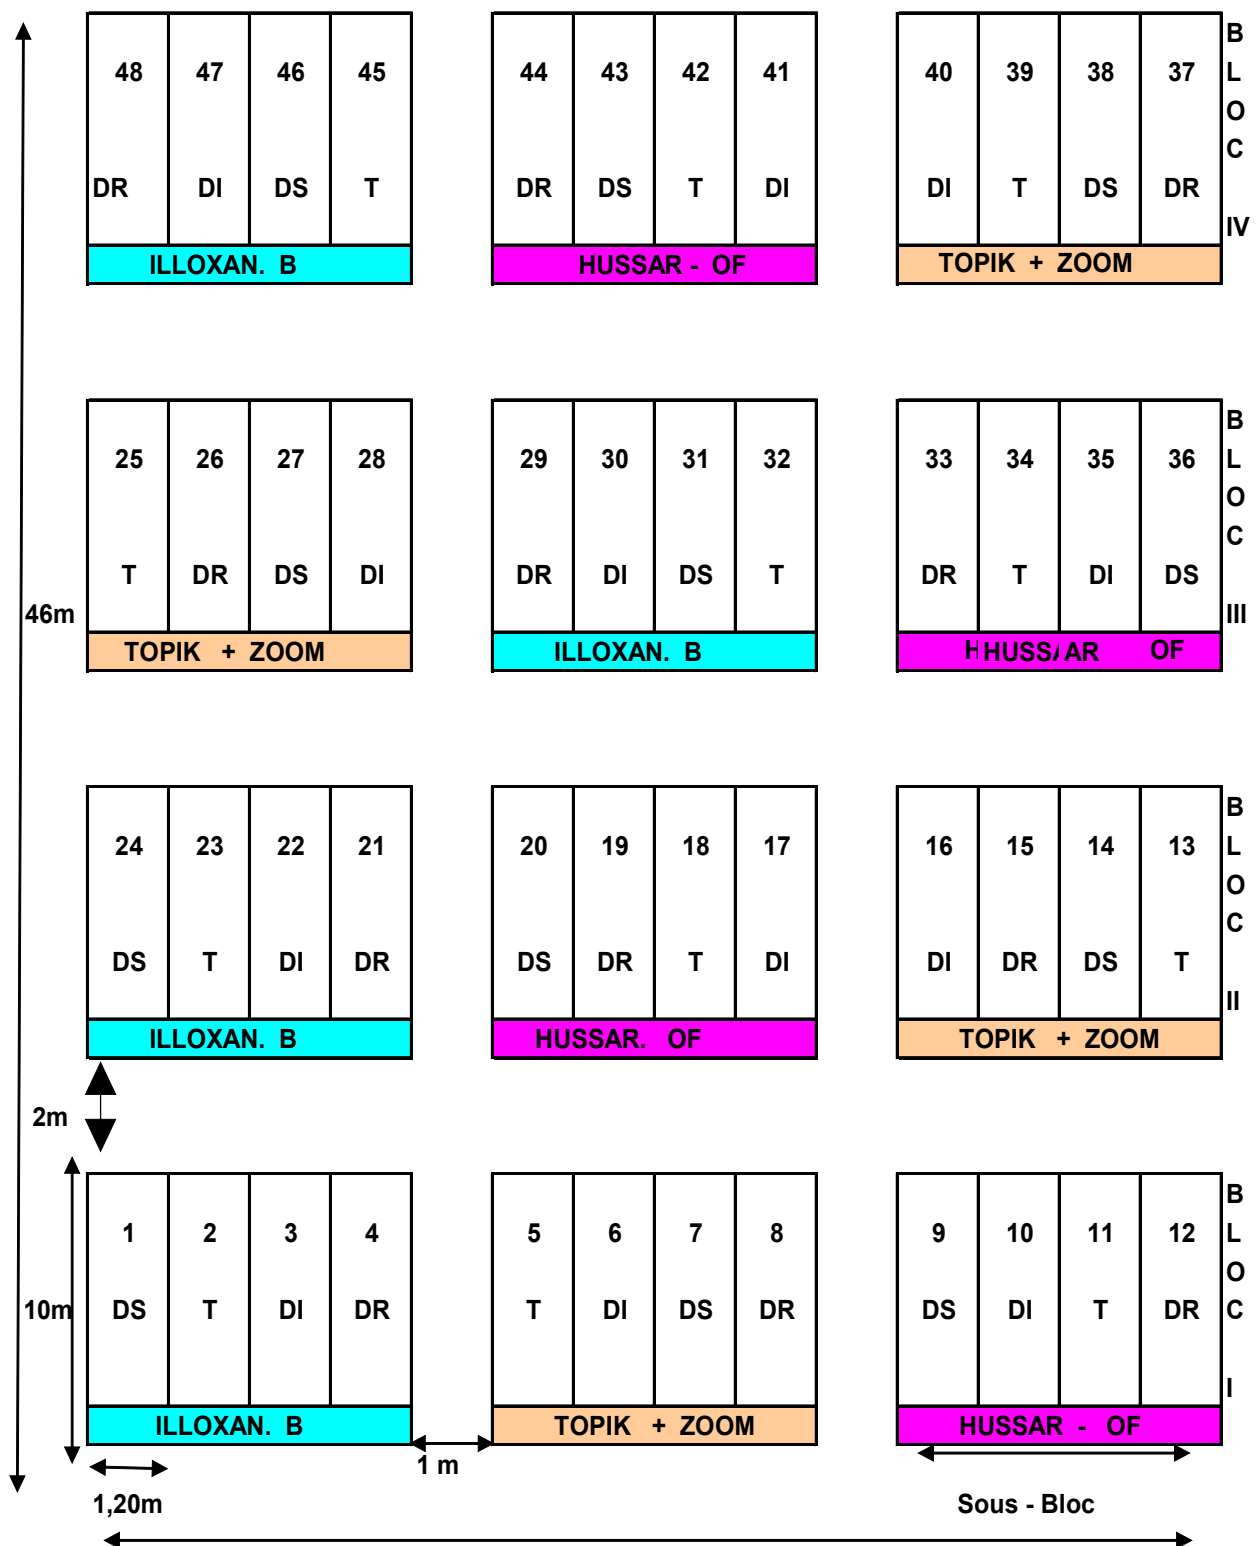 48 47 46 45 44 43 42 41 40 39 38 37
DR DI DS T DR DS T DI DI T DS DR
ILLOXAN. B HUSSAR - OF TOPIK + ZOOM
BLOC IV
25 26 27 28 29 30 31 32 33 34 35 36
T DR DS DI DR DI DS T DR T DI DS
46m
TOPIK + ZOOM ILLOXAN. B HUSSAR OF
BLOC III
24 23 22 21 20 19 18 17 16 15 14 13
DS T DI DR DS DR T DI DI DR DS T
ILLOXAN. B HUSSAR. OF TOPIK + ZOOM
BLOC II
2m
1 2 3 4 5 6 7 8 9 10 11 12
10m DS T DI DR T DI DS DR DS DI T DR
ILLOXAN. B TOPIK + ZOOM HUSSAR - OF
BLOC I
1 m
1,20m Sous - Bloc